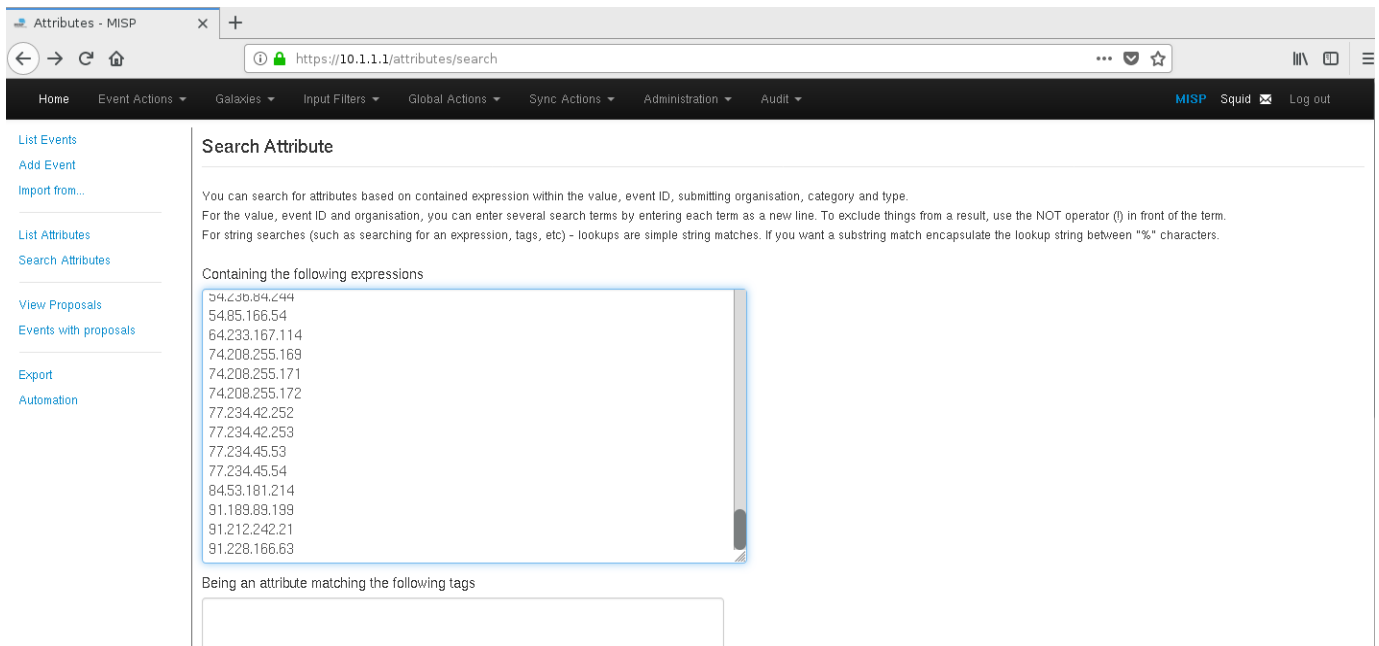 Attributes - MISP
https://10.1.1.1/attributes/search
Home Event Actions Galaxies Input Filters Global Actions Sync Actions Administration Audit MISP Squid Log out
List Events
Add Event
Import from...
List Attributes
Search Attributes
View Proposals
Events with proposals
Export
Automation
Search Attribute
You can search for attributes based on contained expression within the value, event ID, submitting organisation, category and type.
For the value, event ID and organisation, you can enter several search terms by entering each term as a new line. To exclude things from a result, use the NOT operator (!) in front of the term.
For string searches (such as searching for an expression, tags, etc) - lookups are simple string matches. If you want a substring match encapsulate the lookup string between "%" characters.
Containing the following expressions
54.236.84.244
54.85.166.54
64.233.167.114
74.208.255.169
74.208.255.171
74.208.255.172
77.234.42.252
77.234.42.253
77.234.45.53
77.234.45.54
84.53.181.214
91.189.89.199
91.212.242.21
91.228.166.63
Being an attribute matching the following tags